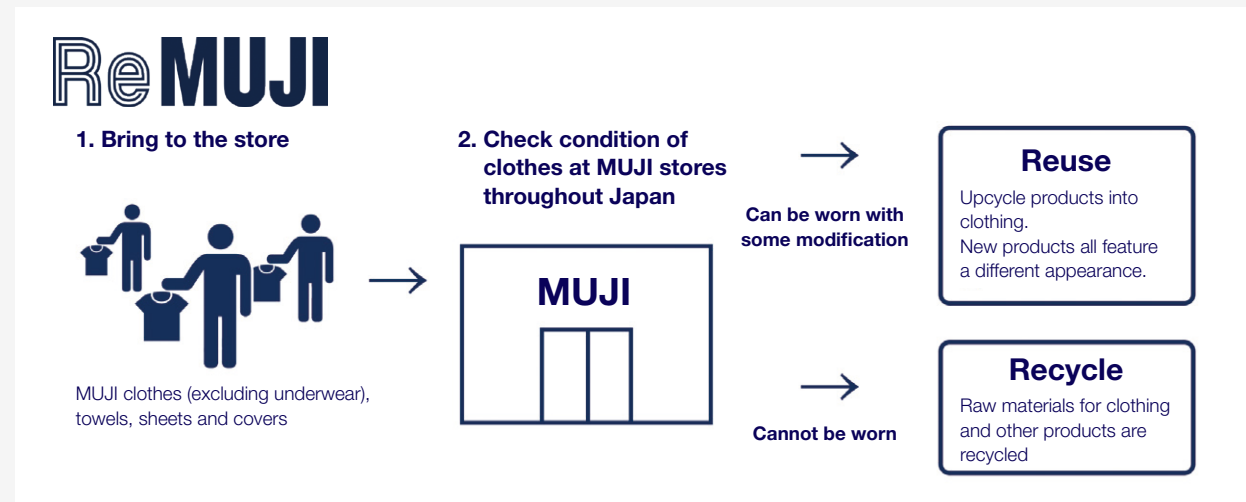 ReMUJI
1. Bring to the store
MUJI clothes (excluding underwear),
towels, sheets and covers
2. Check condition of
clothes at MUJI stores
throughout Japan
MUJI
Can be worn with
some modification
Cannot be worn
Reuse
Upcycle products into
clothing.
New products all feature
a different appearance.
Recycle
Raw materials for clothing
and other products are
recycled